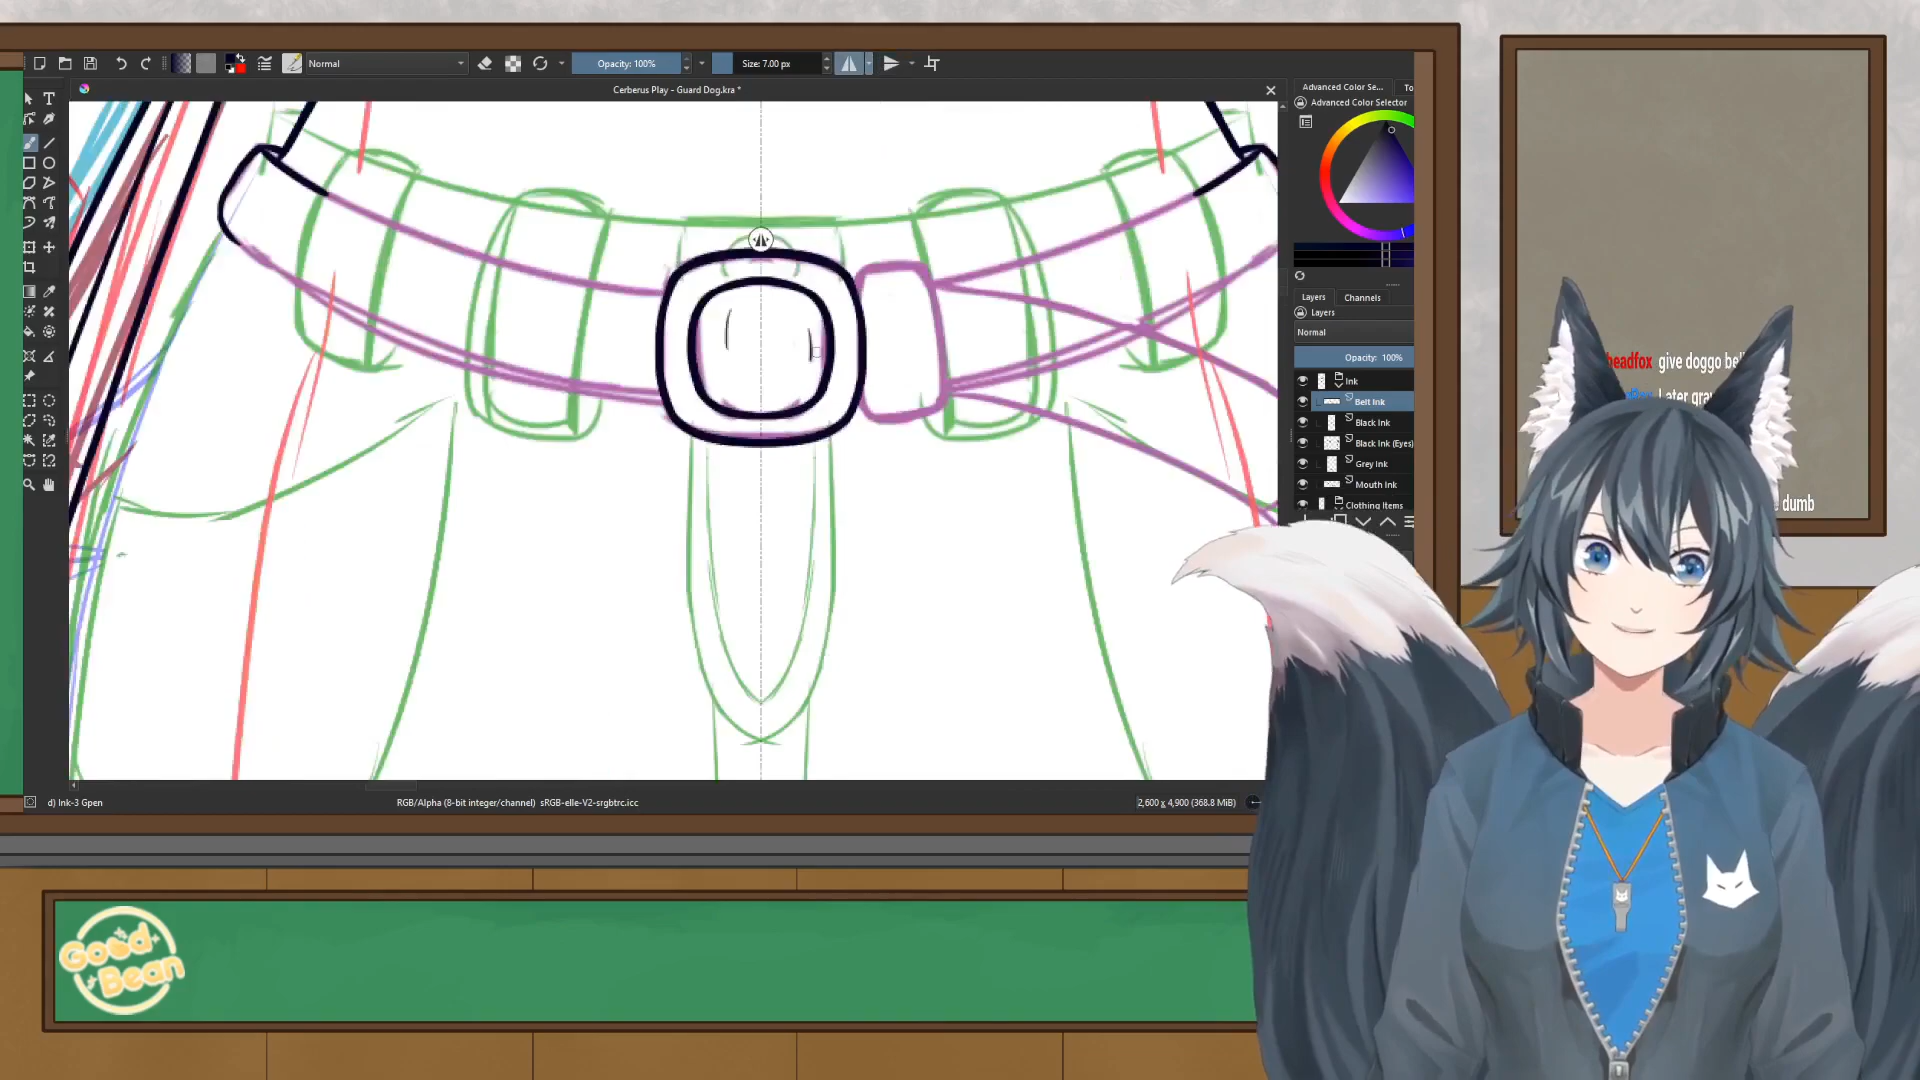 Normal
Opacity: 100%
Size: 7.00 px
Cerberus Play - Guard Dog.kra *
Advanced Color Se...
To
Advanced Color Selector
Layers
Channels
Layers
Normal
Opacity: 100%
Ink
Belt Ink
Black Ink
Black Ink (Eyes)
Grey Ink
Mouth Ink
Clothing Items
d) Ink-3 Gpen
RGB/Alpha (8-bit integer/channel) sRGB-elle-V2-srgbtrc.icc
2,600 x 4,900 (368.8 MiB)
beadfox give doggo
Later
dumb
Good
Bean